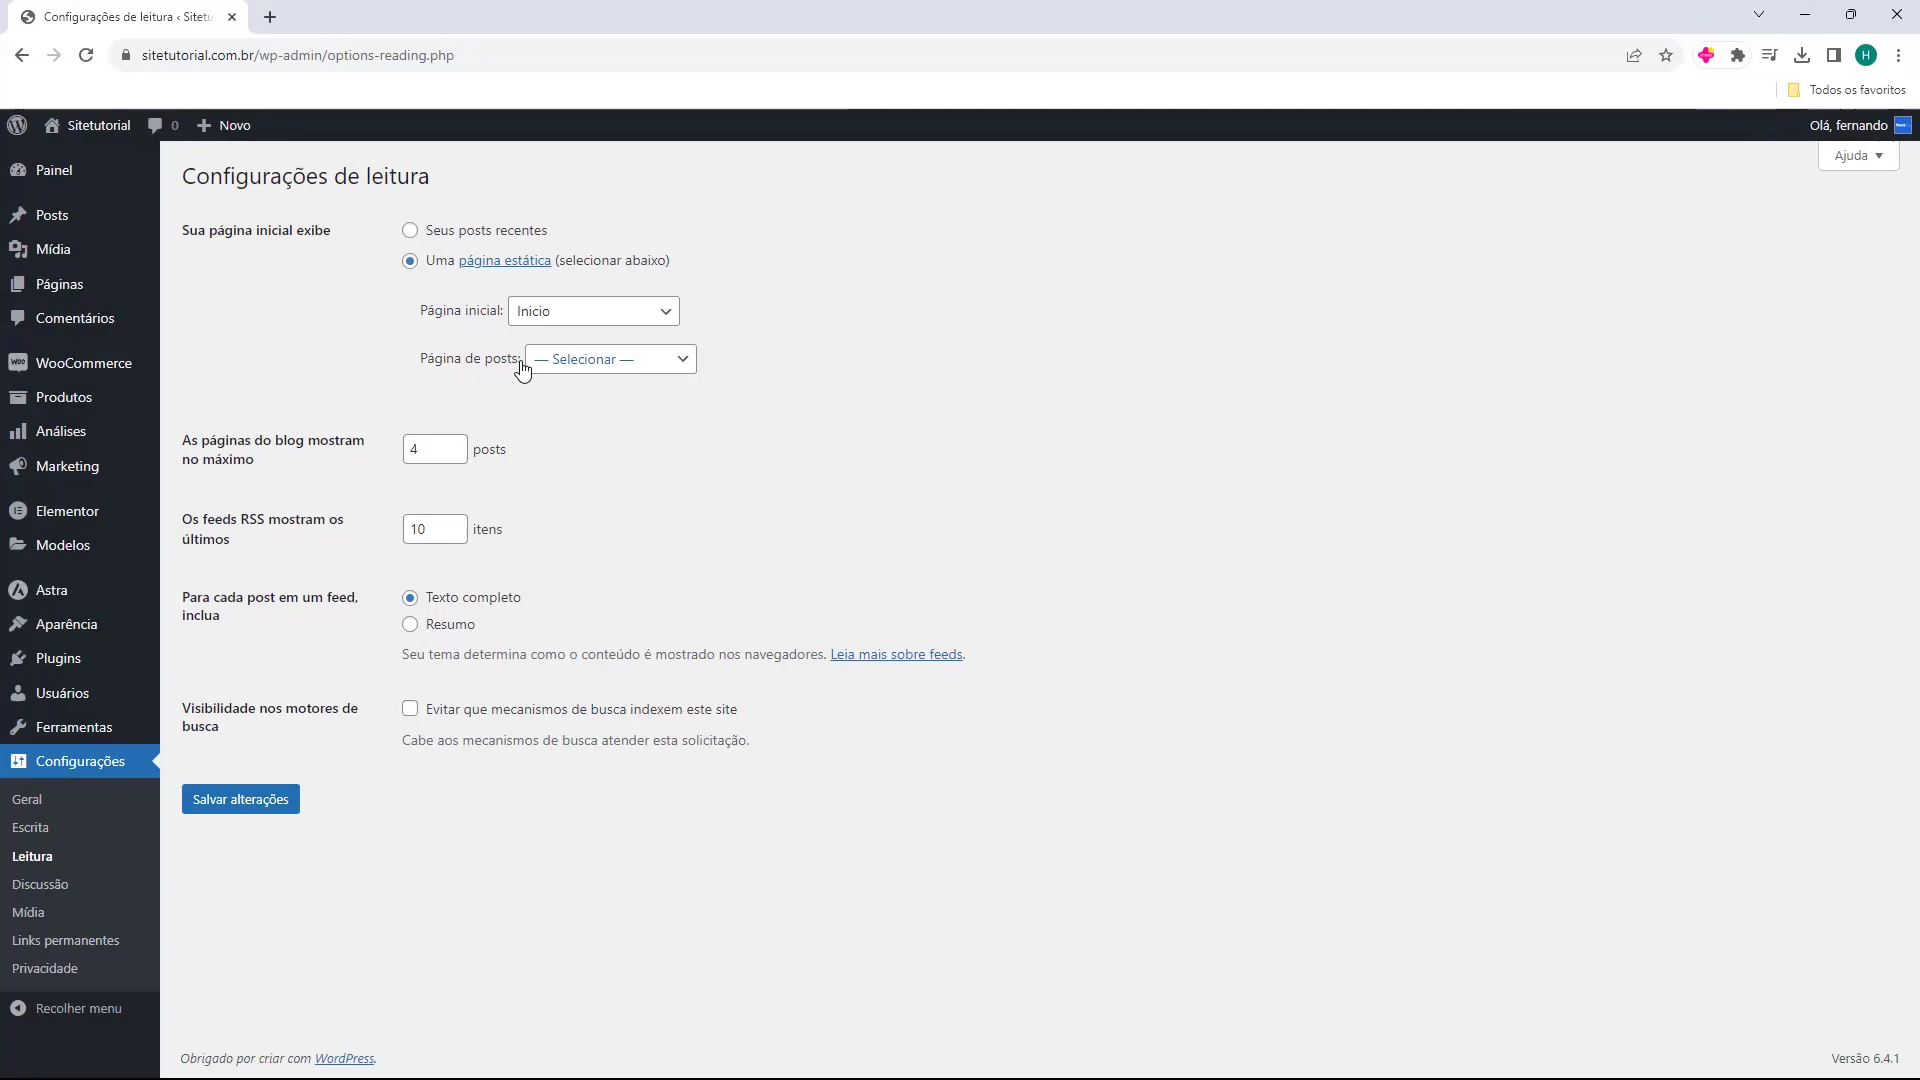 Configurações de leitura ‹ Sitetu
sitetutorial.com.br/wp-admin/options-reading.php
H
Todos os favoritos
Sitetutorial
0
Novo
Olá, fernando
Ajuda
Painel
Posts
Mídia
Páginas
Comentários
WooCommerce
Produtos
Análises
Marketing
Elementor
Modelos
Astra
Aparência
Plugins
Usuários
Ferramentas
Configurações
Geral
Escrita
Leitura
Discussão
Mídia
Links permanentes
Privacidade
Recolher menu
Configurações de leitura
Sua página inicial exibe
Seus posts recentes
Uma página estática (selecionar abaixo)
Página inicial: Inicio
Página de posts: — Selecionar —
As páginas do blog mostram
no máximo
4 posts
Os feeds RSS mostram os
últimos
10 itens
Para cada post em um feed,
inclua
Texto completo
Resumo
Seu tema determina como o conteúdo é mostrado nos navegadores. Leia mais sobre feeds.
Visibilidade nos motores de
busca
Evitar que mecanismos de busca indexem este site
Cabe aos mecanismos de busca atender esta solicitação.
Salvar alterações
Obrigado por criar com WordPress.
Versão 6.4.1